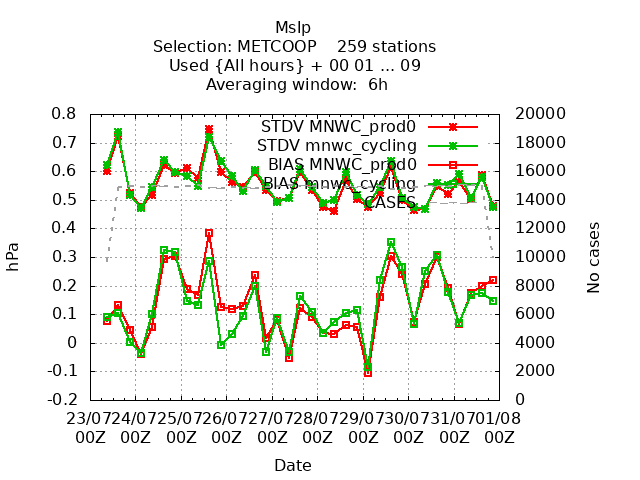 Mslp
Selection: METCOOP    259 stations
Used {All hours} + 00 01 ... 09
Averaging window:  6h
0.8 20000
0.7 18000
0.6 16000
0.5 14000
0.4 12000
0.3 10000
0.2 8000
0.1 6000
0 4000
-0.1 2000
-0.2 0
STDV MNWC_prod0
STDV mnwc_cycling
BIAS MNWC_prod0
BIAS mnwc_cycling
CASES
hPa
No cases
23/07 24/07 25/07 26/07 27/07 28/07 29/07 30/07 31/07 01/08
00Z 00Z 00Z 00Z 00Z 00Z 00Z 00Z 00Z 00Z
Date